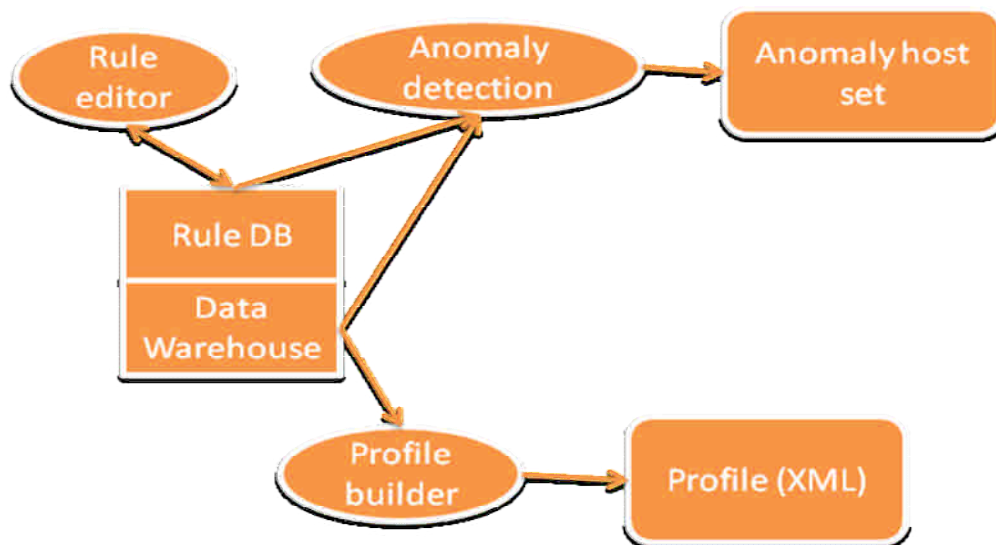 Rule
editor
Anomaly
detection
Anomaly host
set
Rule DB
Data
Warehouse
Profile
builder
Profile (XML)